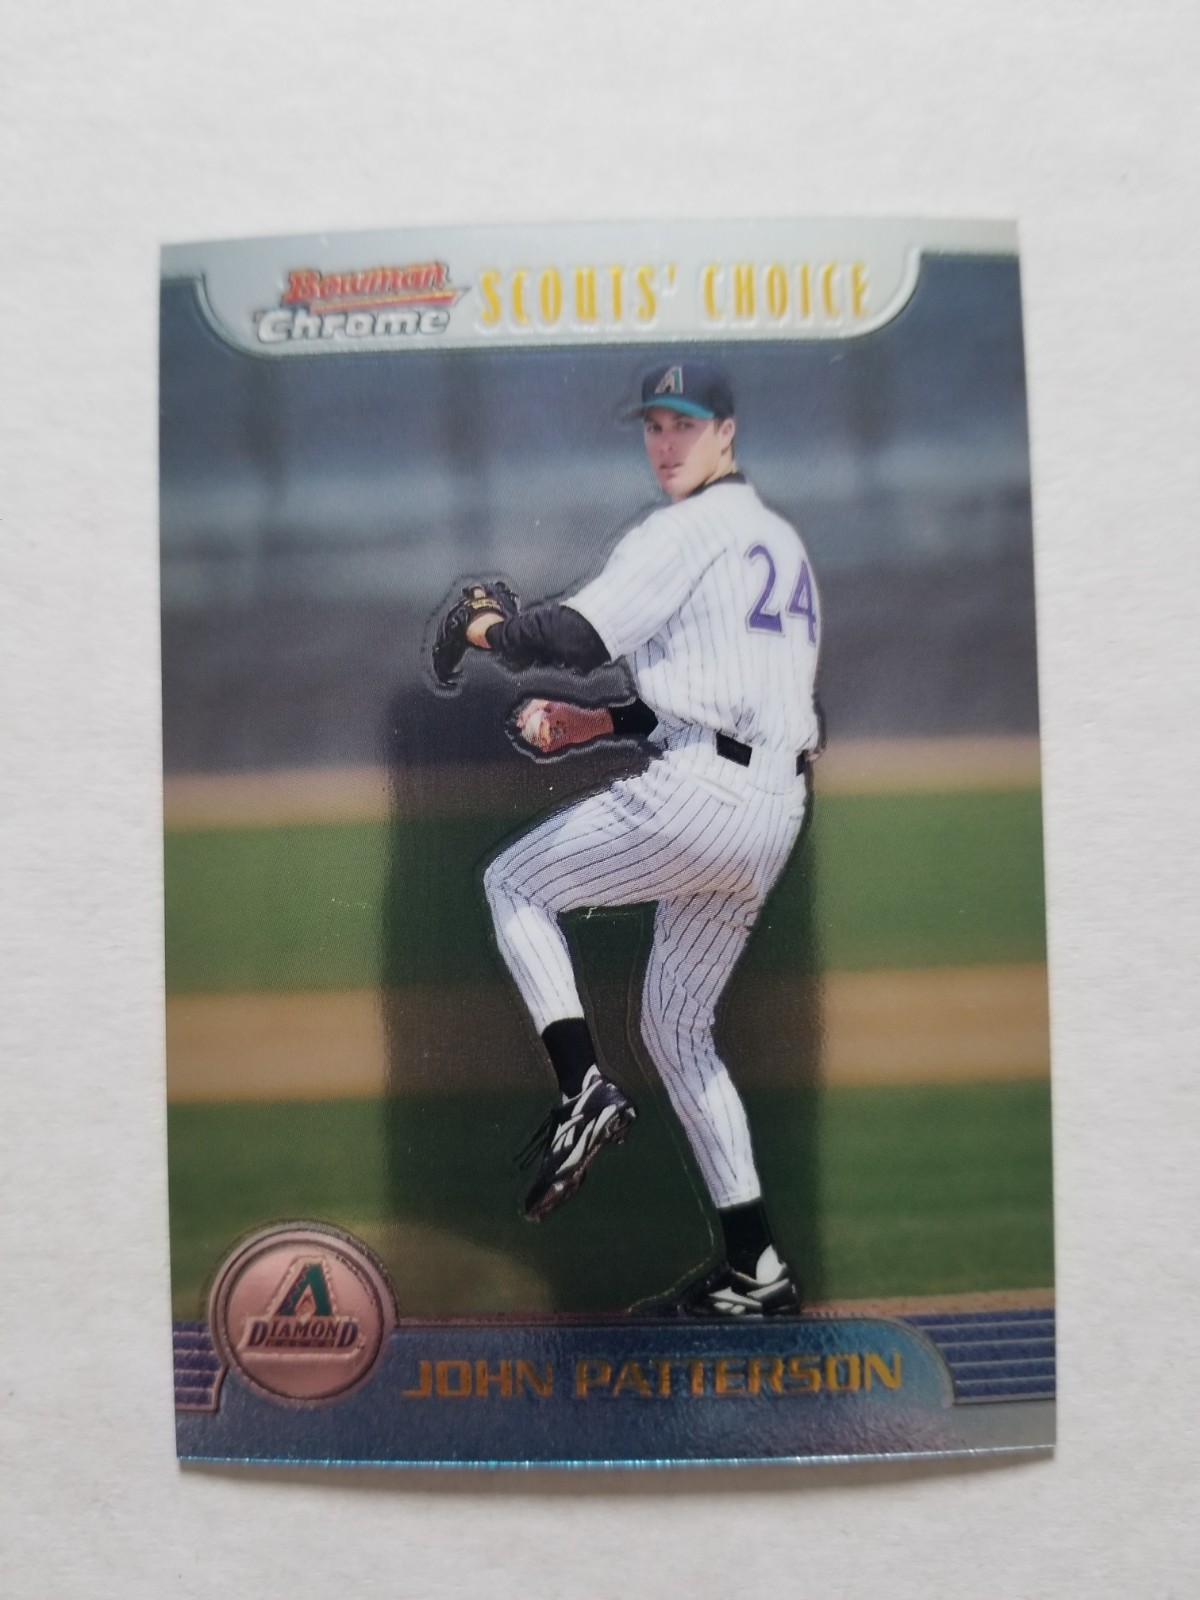 Bowman
Chrome
SCOUTS' CHOICE
A
24
A
DIAMOND
JOHN PATTERSON